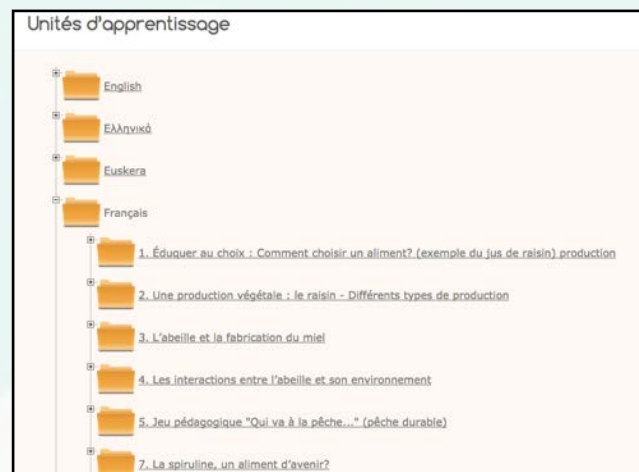 Unités d'apprentissage
English
Ελληνικά
Euskera
Français
1. Éduquer au choix : Comment choisir un aliment? (exemple du jus de raisin) production
2. Une production végétale : le raisin - Différents types de production
3. L'abeille et la fabrication du miel
4. Les interactions entre l'abeille et son environnement
5. Jeu pédagogique "Qui va à la pêche..." (pêche durable)
7. La spiruline, un aliment d'avenir?